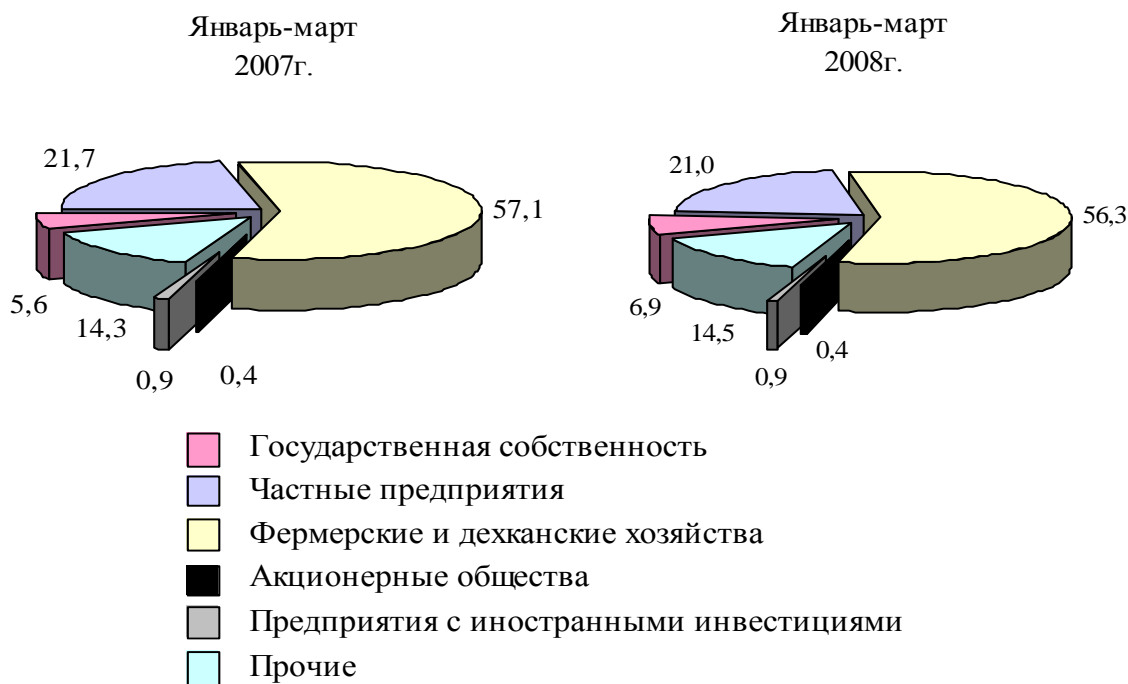 Январь-март
2007г.
21,7
57,1
5,6
14,3
0,9
0,4
Январь-март
2008г.
21,0
56,3
6,9
14,5
0,4
0,9
Государственная собственность
Частные предприятия
Фермерские и дехканские хозяйства
Акционерные общества
Предприятия с иностранными инвестициями
Прочие